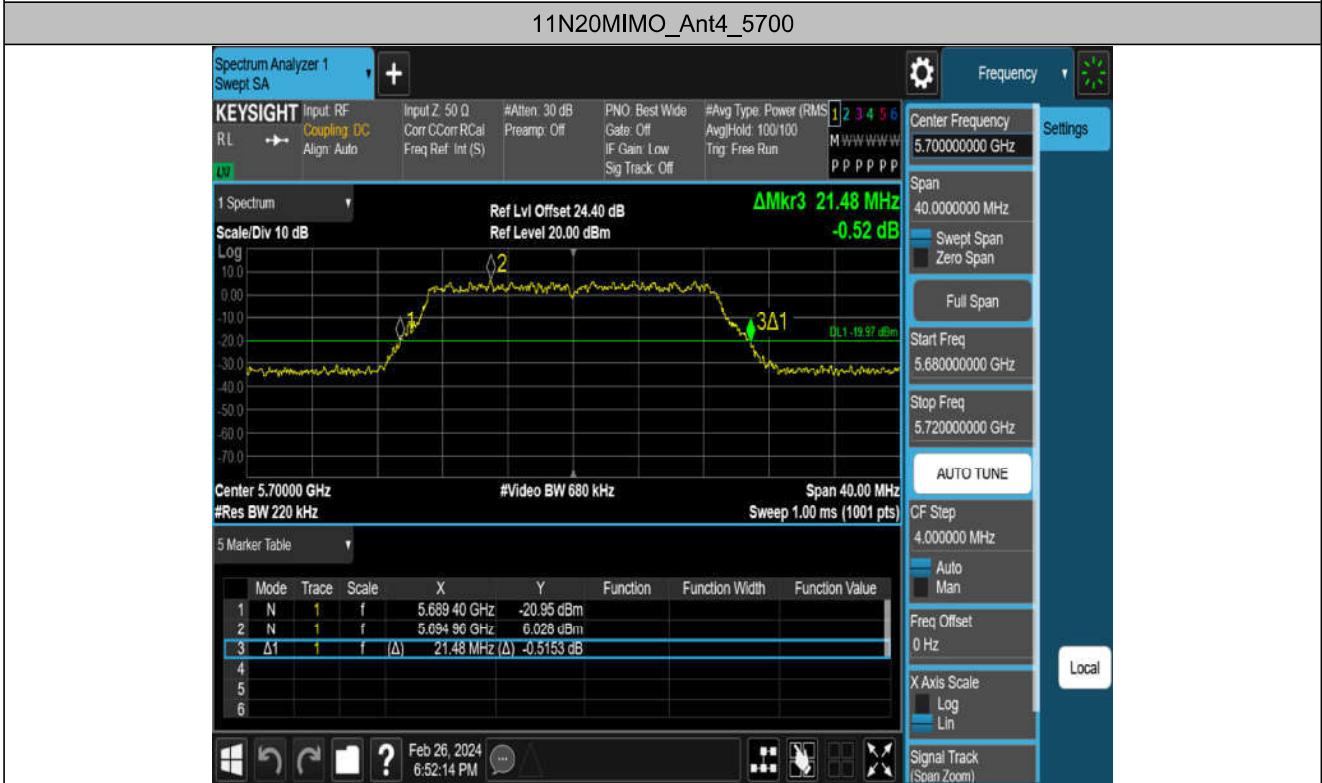 11N20MIMO_Ant4_5700
Spectrum Analyzer 1
Swept SA
+
Frequency
KEYSIGHT
RL
LXI
Input: RF
Coupling: DC
Align: Auto
Input Z: 50 Ω
Corr CCorr RCal
Freq Ref: Int (S)
#Atten: 30 dB
Preamp: Off
PNO: Best Wide
Gate: Off
IF Gain: Low
Sig Track: Off
#Avg Type: Power (RMS
Avg|Hold: 100/100
Trig: Free Run
1 2 3 4 5 6
M W W W W W
P P P P P P
1 Spectrum
Scale/Div 10 dB
Ref Lvl Offset 24.40 dB
Ref Level 20.00 dBm
ΔMkr3 21.48 MHz
-0.52 dB
Log
10.0
0.00
-10.0
-20.0
-30.0
-40.0
-50.0
-60.0
-70.0
1
2
3Δ1
DL1 -19.97 dBm
Center 5.70000 GHz
#Video BW 680 kHz
Span 40.00 MHz
#Res BW 220 kHz
Sweep 1.00 ms (1001 pts)
5 Marker Table
Mode Trace Scale X Y Function Function Width Function Value
1 N 1 f 5.689 40 GHz -20.95 dBm
2 N 1 f 5.694 96 GHz 6.028 dBm
3 Δ1 1 f (Δ) 21.48 MHz (Δ) -0.5153 dB
4
5
6
Feb 26, 2024
6:52:14 PM
?
Center Frequency
5.700000000 GHz
Settings
Span
40.0000000 MHz
Swept Span
Zero Span
Full Span
Start Freq
5.680000000 GHz
Stop Freq
5.720000000 GHz
AUTO TUNE
CF Step
4.000000 MHz
Auto
Man
Freq Offset
0 Hz
X Axis Scale
Log
Lin
Local
Signal Track
(Span Zoom)